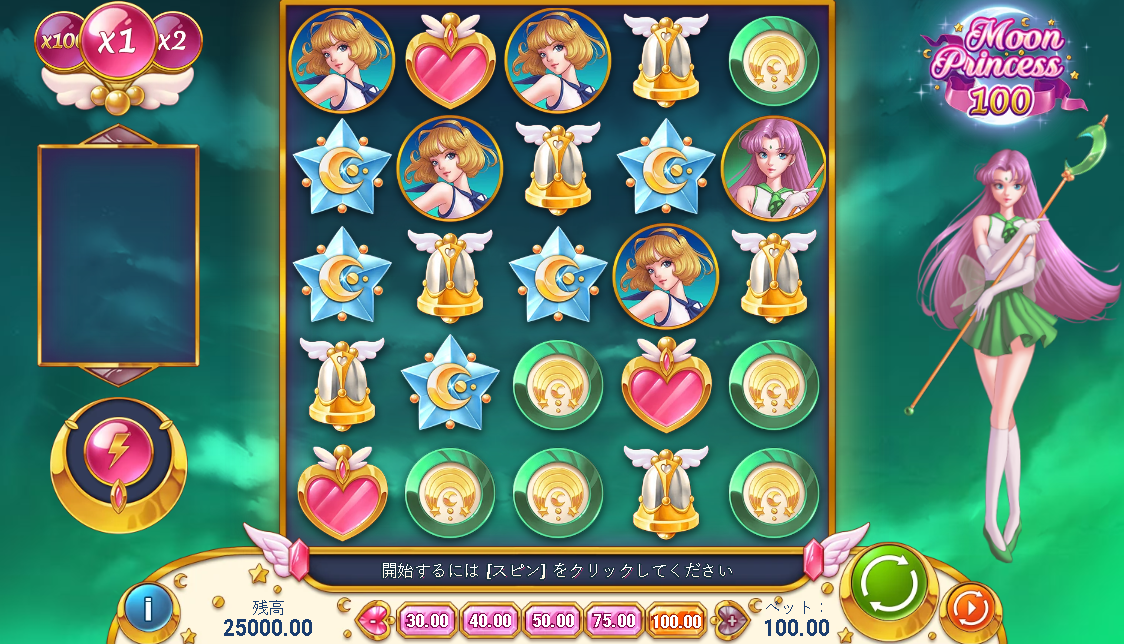 x100
x1
x2
Moon
Princess
100
開始するには [スピン] をクリックしてください
i
残高
25000.00
30.00
40.00
50.00
75.00
100.00
ベット :
100.00